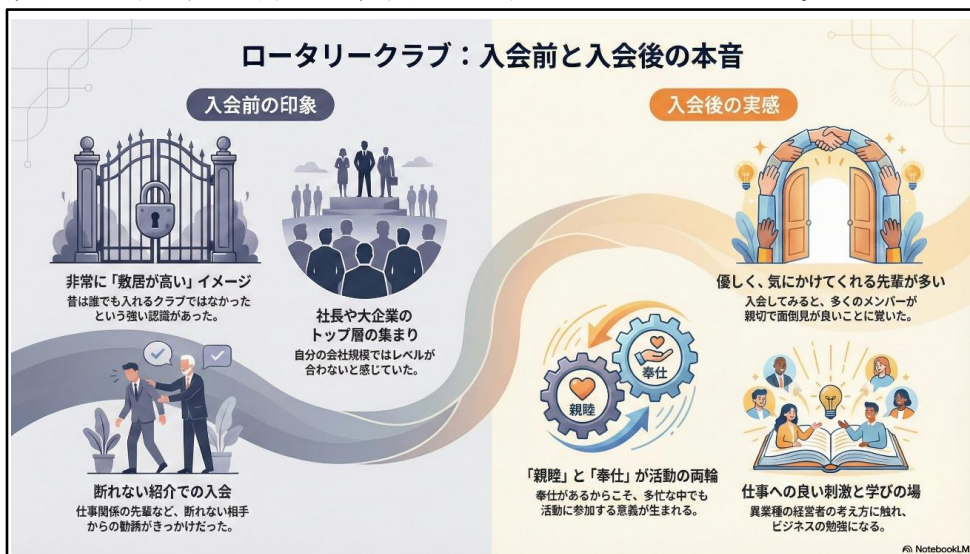 ロータリークラブ：入会前と入会後の本音
入会前の印象
非常に「敷居が高い」イメージ
昔は誰でも入れるクラブではなかった
という強い認識があった。
社長や大企業の
トップ層の集まり
自分の会社規模ではレベルが
合わないと感じていた。
断れない紹介での入会
仕事関係の先輩など、断れない相手
からの勧誘がきっかけだった。
入会後の実感
優しく、気にかけてくれる先輩が多い
入会してみると、多くのメンバーが
親切で面倒見が良いことに覚いた。
親睦
奉仕
「親睦」と「奉仕」が活動の両輪
奉仕があるからこそ、多忙な中でも
活動に参加する意義が生まれる。
仕事への良い刺激と学びの場
異業種の経営者の考え方に触れ、
ビジネスの勉強になる。
NotebookLM